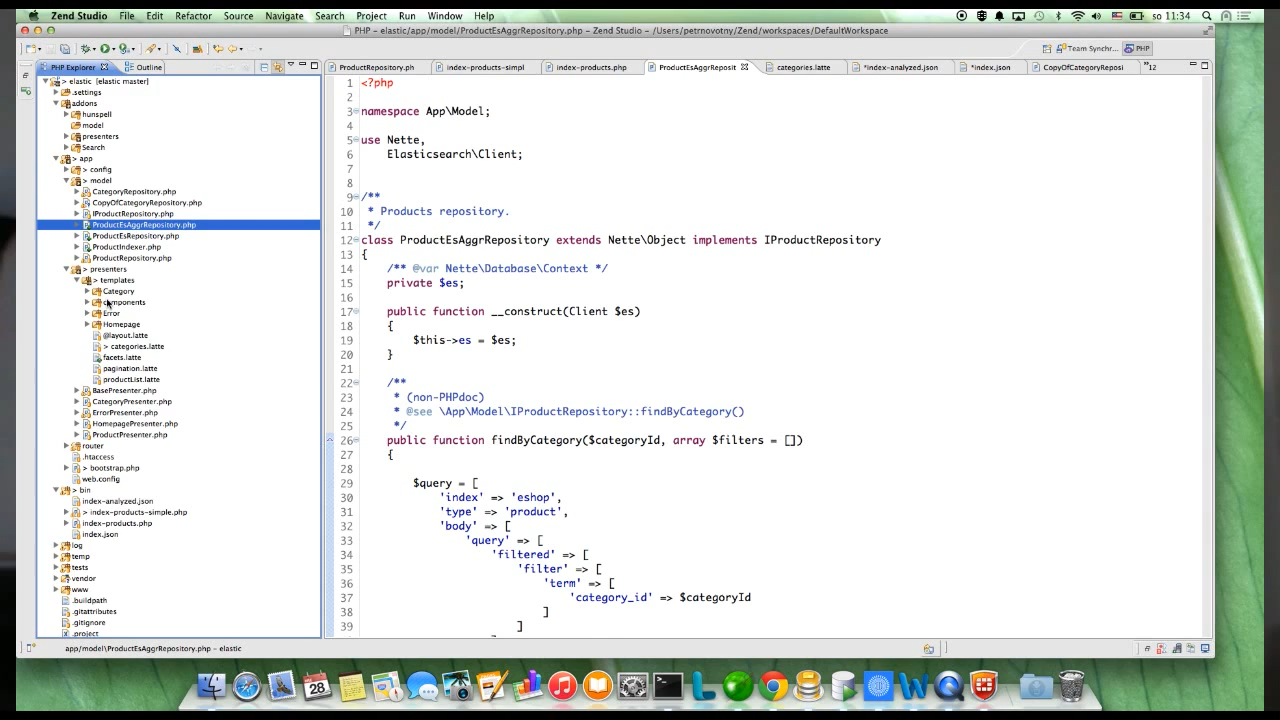 Zend Studio File Edit Refactor Source Navigate Search Project Run Window Help so 11:34
PHP - elastic/app/model/ProductEsAggrRepository.php - Zend Studio - /Users/petrnovotny/Zend/workspaces/DefaultWorkspace
Team Synchr... PHP
PHP Explorer Outline
ProductRepository.ph index-products-simpl index-products.php ProductEsAggrReposit categories.latte *index-analyzed.json *index.json CopyOfCategoryReposi »12
> elastic [elastic master]
.settings
addons
hunspell
model
presenters
Search
> app
> config
> model
CategoryRepository.php
CopyOfCategoryRepository.php
IProductRepository.php
ProductEsAggrRepository.php
ProductEsRepository.php
ProductIndexer.php
ProductRepository.php
> presenters
> templates
Category
components
Error
Homepage
@layout.latte
> categories.latte
facets.latte
pagination.latte
productList.latte
BasePresenter.php
CategoryPresenter.php
ErrorPresenter.php
HomepagePresenter.php
ProductPresenter.php
router
.htaccess
> bootstrap.php
web.config
> bin
index-analyzed.json
> index-products-simple.php
index-products.php
index.json
log
temp
tests
vendor
www
.buildpath
.gitattributes
.gitignore
.project
1 <?php
2
3 namespace App\Model;
4
5 use Nette,
6 Elasticsearch\Client;
7
8
9 /**
10 * Products repository.
11 */
12 class ProductEsAggrRepository extends Nette\Object implements IProductRepository
13 {
14 /** @var Nette\Database\Context */
15 private $es;
16
17 public function __construct(Client $es)
18 {
19 $this->es = $es;
20 }
21
22 /**
23 * (non-PHPdoc)
24 * @see \App\Model\IProductRepository::findByCategory()
25 */
26 public function findByCategory($categoryId, array $filters = [])
27 {
28
29 $query = [
30 'index' => 'eshop',
31 'type' => 'product',
32 'body' => [
33 'query' => [
34 'filtered' => [
35 'filter' => [
36 'term' => [
37 'category_id' => $categoryId
38 ]
39 ]
app/model/ProductEsAggrRepository.php - elastic
28